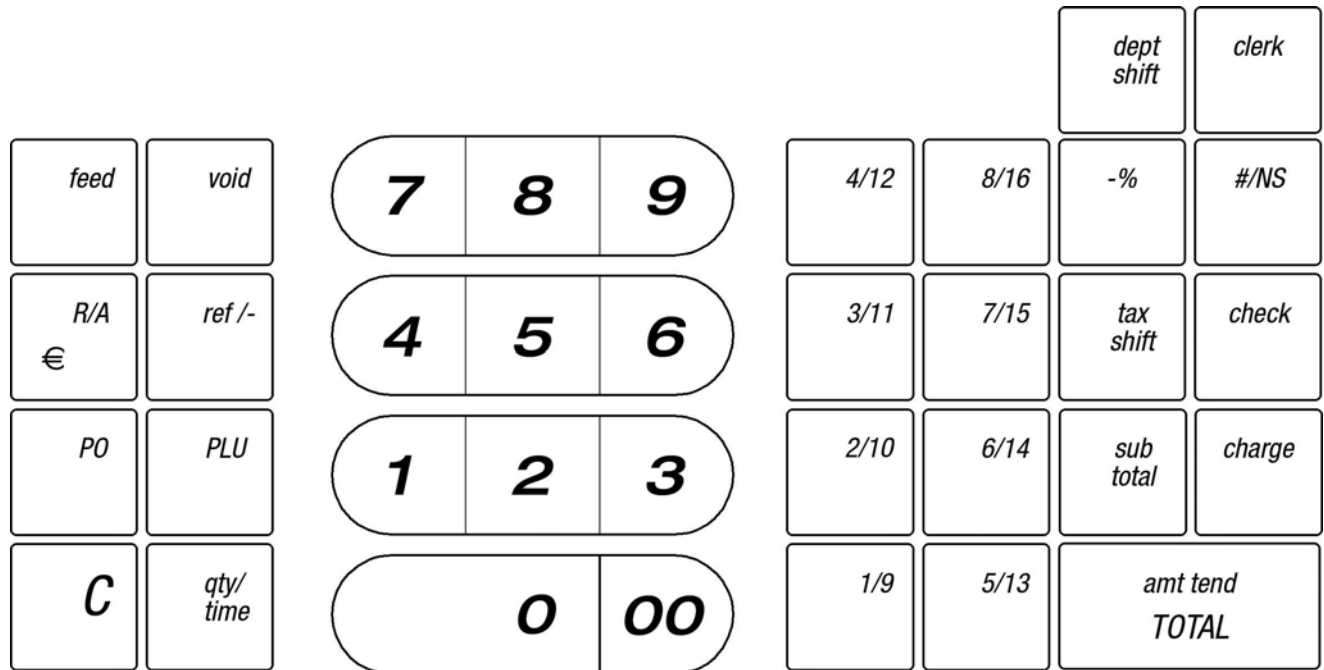 dept
shift
clerk
feed
void
7
8
9
4/12
8/16
-%
#/NS
R/A
€
ref /-
4
5
6
3/11
7/15
tax
shift
check
PO
PLU
1
2
3
2/10
6/14
sub
total
charge
C
qty/
time
0
00
1/9
5/13
amt tend
TOTAL